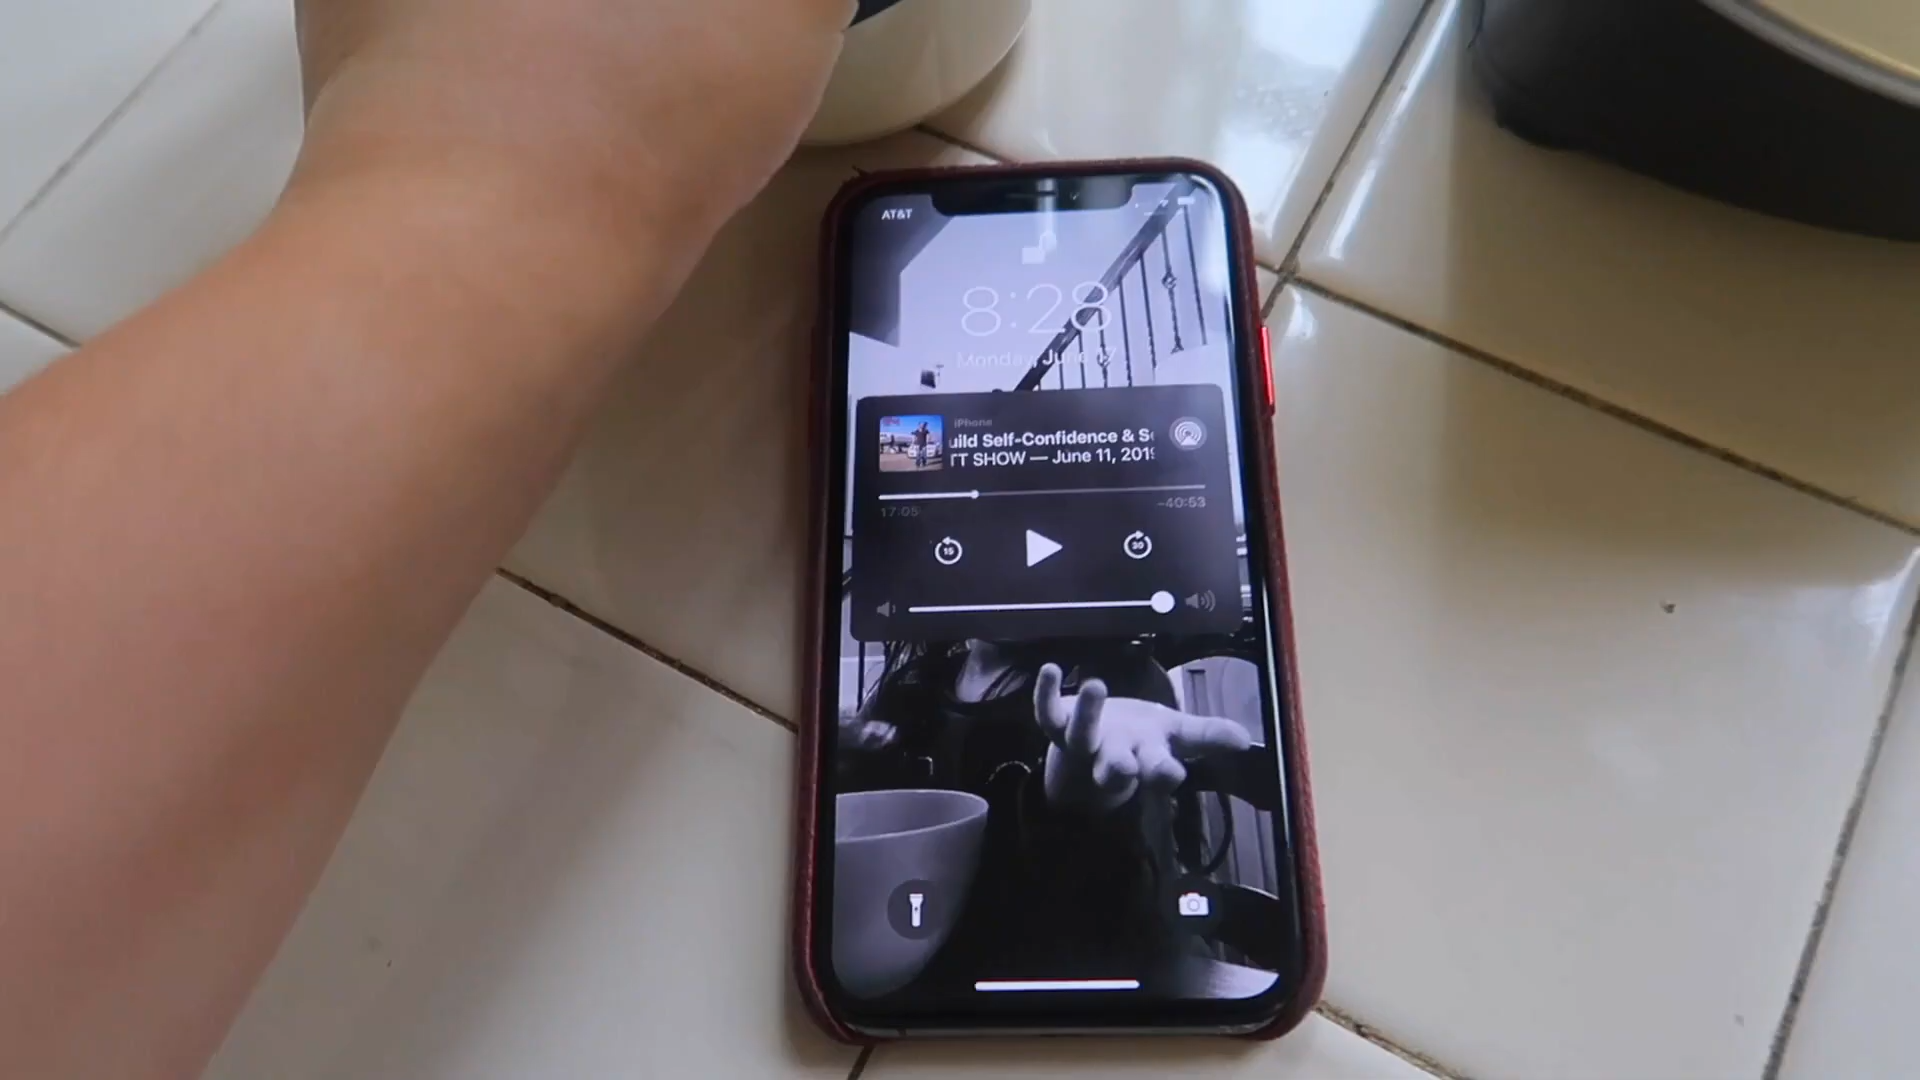 AT&T
8:28
Monday, June 17
iPhone
uild Self-Confidence & S
TT SHOW — June 11, 2019
17:05
-40:53
15
30